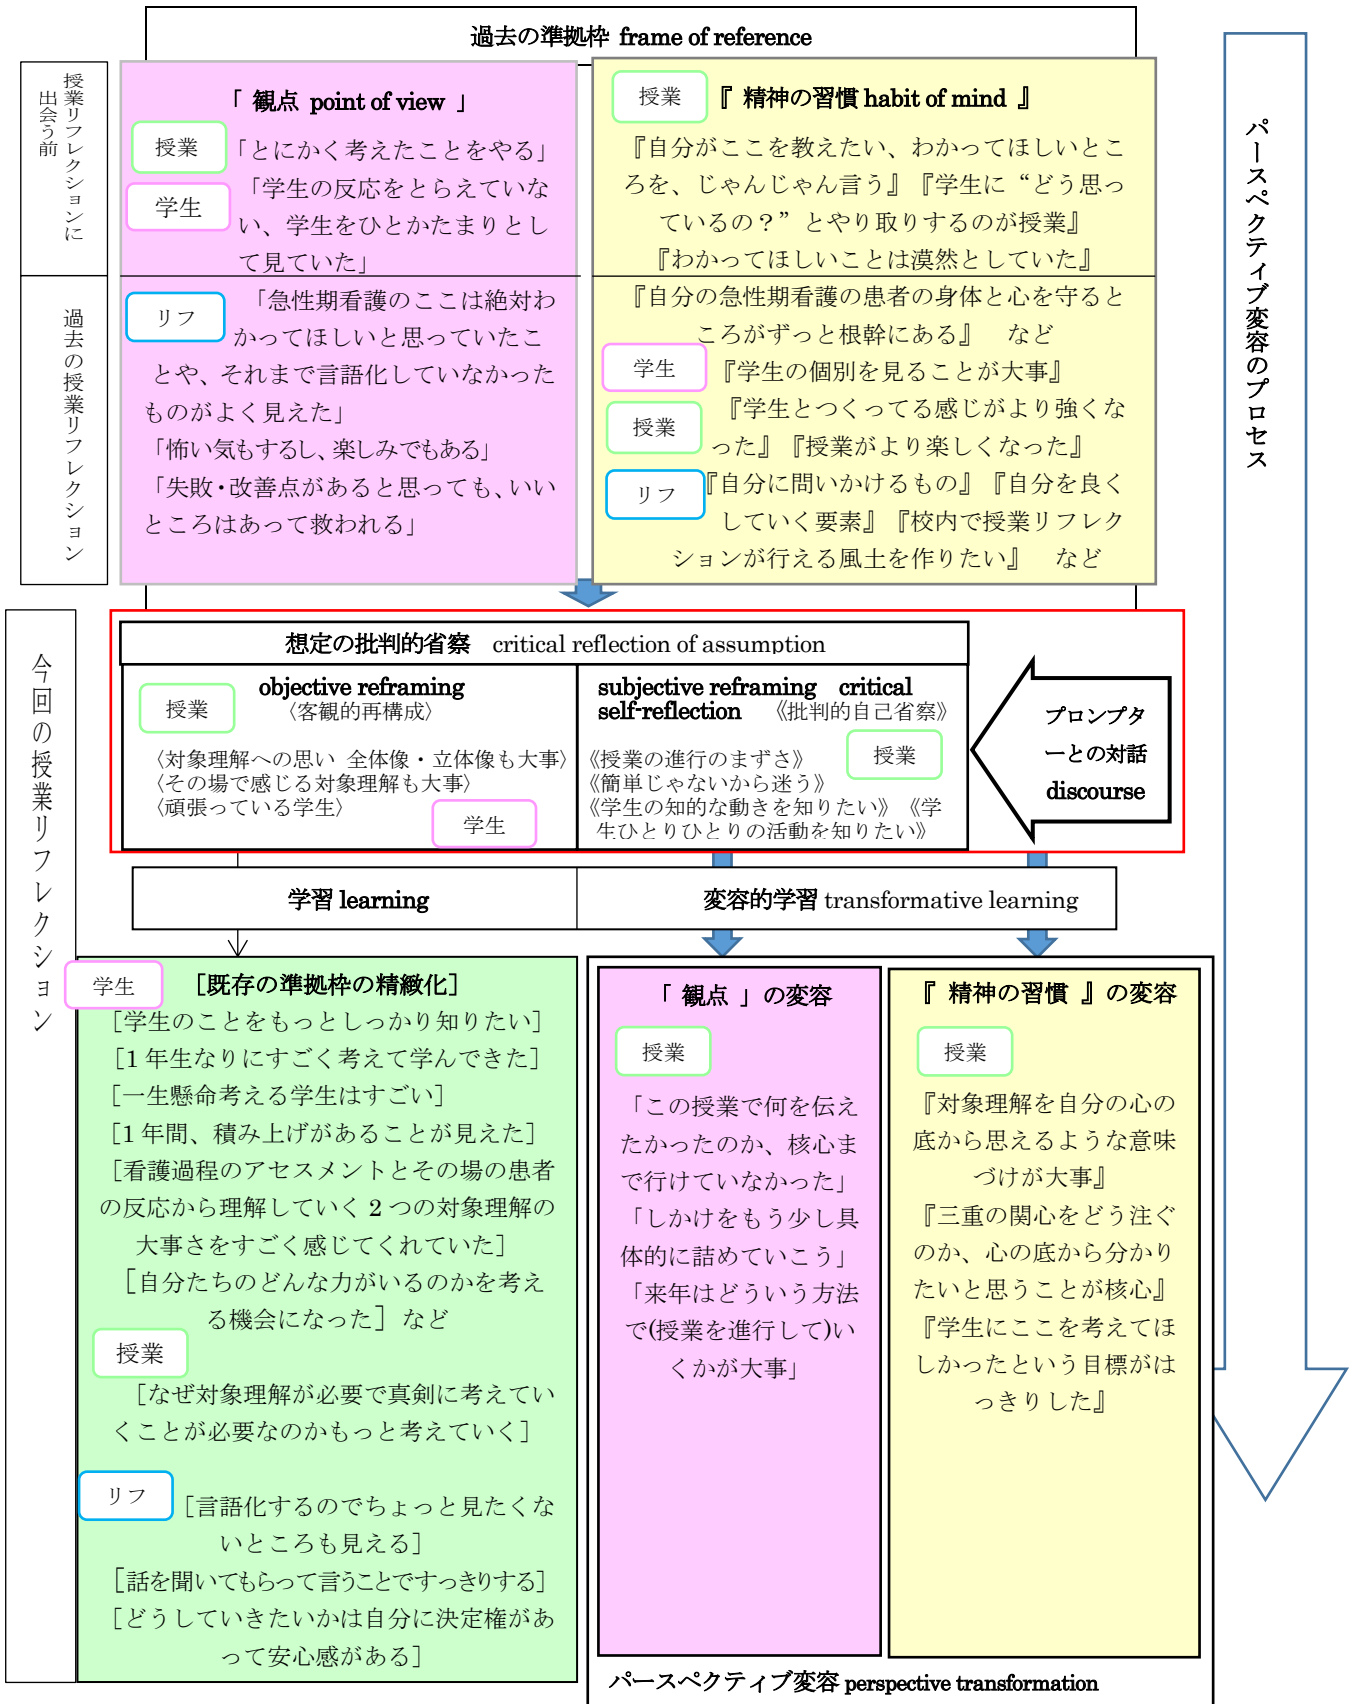 過去の準拠枠 frame of reference
授業リフレクションに
出会う前
「 観点 point of view 」
授業
「とにかく考えたことをやる」
学生
「学生の反応をとらえていな
い、学生をひとかたまりとし
て見ていた」
授業
『 精神の習慣 habit of mind 』
『自分がここを教えたい、わかってほしいとこ
ろを、じゃんじゃん言う』『学生に“どう思っ
ているの？”とやり取りするのが授業』
『わかってほしいことは漠然としていた』
過去の授業リフレクション
リフ
「急性期看護のここは絶対わ
かってほしいと思っていたこ
とや、それまで言語化していなかった
ものがよく見えた」
「怖い気もするし、楽しみでもある」
「失敗・改善点があると思っても、いい
ところはあって救われる」
『自分の急性期看護の患者の身体と心を守ると
ころがずっと根幹にある』　など
学生
『学生の個別を見ることが大事』
授業
『学生とつくってる感じがより強くな
った』『授業がより楽しくなった』
リフ
『自分に問いかけるもの』『自分を良く
していく要素』『校内で授業リフレク
ションが行える風土を作りたい』　など
パースペクティブ変容のプロセス
今回の授業リフレクション
想定の批判的省察　critical reflection of assumption
授業
objective reframing
〈客観的再構成〉
〈対象理解への思い 全体像・立体像も大事〉
〈その場で感じる対象理解も大事〉
〈頑張っている学生〉
学生
subjective reframing　critical
self-reflection　《批判的自己省察》
授業
《授業の進行のまずさ》
《簡単じゃないから迷う》
《学生の知的な動きを知りたい》《学
生ひとりひとりの活動を知りたい》
プロンプタ
ーとの対話
discourse
学習 learning
変容的学習 transformative learning
学生
［既存の準拠枠の精緻化］
［学生のことをもっとしっかり知りたい］
［1 年生なりにすごく考えて学んできた］
［一生懸命考える学生はすごい］
［1 年間、積み上げがあることが見えた］
［看護過程のアセスメントとその場の患者
の反応から理解していく 2 つの対象理解の
大事さをすごく感じてくれていた］
［自分たちのどんな力がいるのかを考え
る機会になった］など
授業
［なぜ対象理解が必要で真剣に考えてい
くことが必要なのかもっと考えていく］
リフ
［言語化するのでちょっと見たくな
いところも見える］
［話を聞いてもらって言うことですっきりする］
［どうしていきたいかは自分に決定権があ
って安心感がある］
「 観点 」の変容
授業
「この授業で何を伝え
たかったのか、核心ま
で行けていなかった」
「しかけをもう少し具
体的に詰めていこう」
「来年はどういう方法
で(授業を進行して)い
くかが大事」
『 精神の習慣 』の変容
授業
『対象理解を自分の心の
底から思えるような意味
づけが大事』
『三重の関心をどう注ぐ
のか、心の底から分かり
たいと思うことが核心』
『学生にここを考えてほ
しかったという目標がは
っきりした』
パースペクティブ変容 perspective transformation